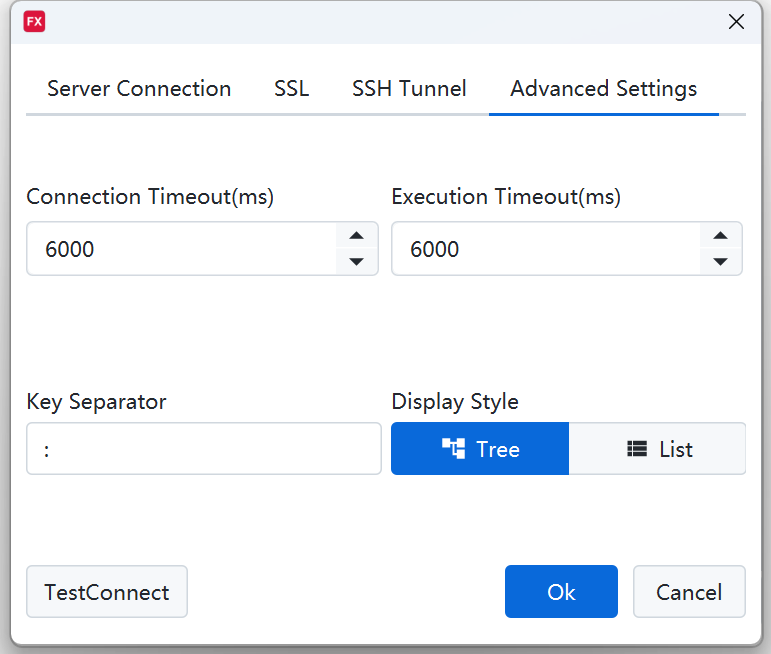 FX
Server Connection SSL SSH Tunnel Advanced Settings
Connection Timeout(ms) Execution Timeout(ms)
6000 6000
Key Separator Display Style
: Tree List
TestConnect Ok Cancel